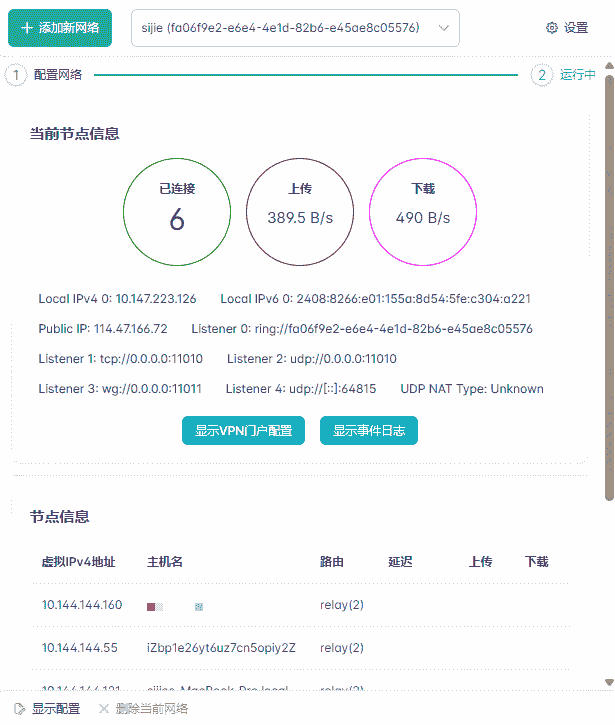 添加新网络 sijie (fa06f9e2-e6e4-4e1d-82b6-e45ae8c05576) 设置
1 配置网络 2 运行中
当前节点信息
已连接 上传 下载
6 389.5 B/s 490 B/s
Local IPv4 0: 10.147.223.126 Local IPv6 0: 2408:8266:e01:155a:8d54:5fe:c304:a221
Public IP: 114.47.166.72 Listener 0: ring://fa06f9e2-e6e4-4e1d-82b6-e45ae8c05576
Listener 1: tcp://0.0.0.0:11010 Listener 2: udp://0.0.0.0:11010
Listener 3: wg://0.0.0.0:11011 Listener 4: udp://[::]:64815 UDP NAT Type: Unknown
显示VPN门户配置 显示事件日志
节点信息
虚拟IPv4地址 主机名 路由 延迟 上传 下载
10.144.144.160 relay(2)
10.144.144.55 iZbp1e26yt6uz7cn5opiy2Z relay(2)
10.144.144.121 sijies-MacBook-Pro.local relay(2)
显示配置 删除当前网络